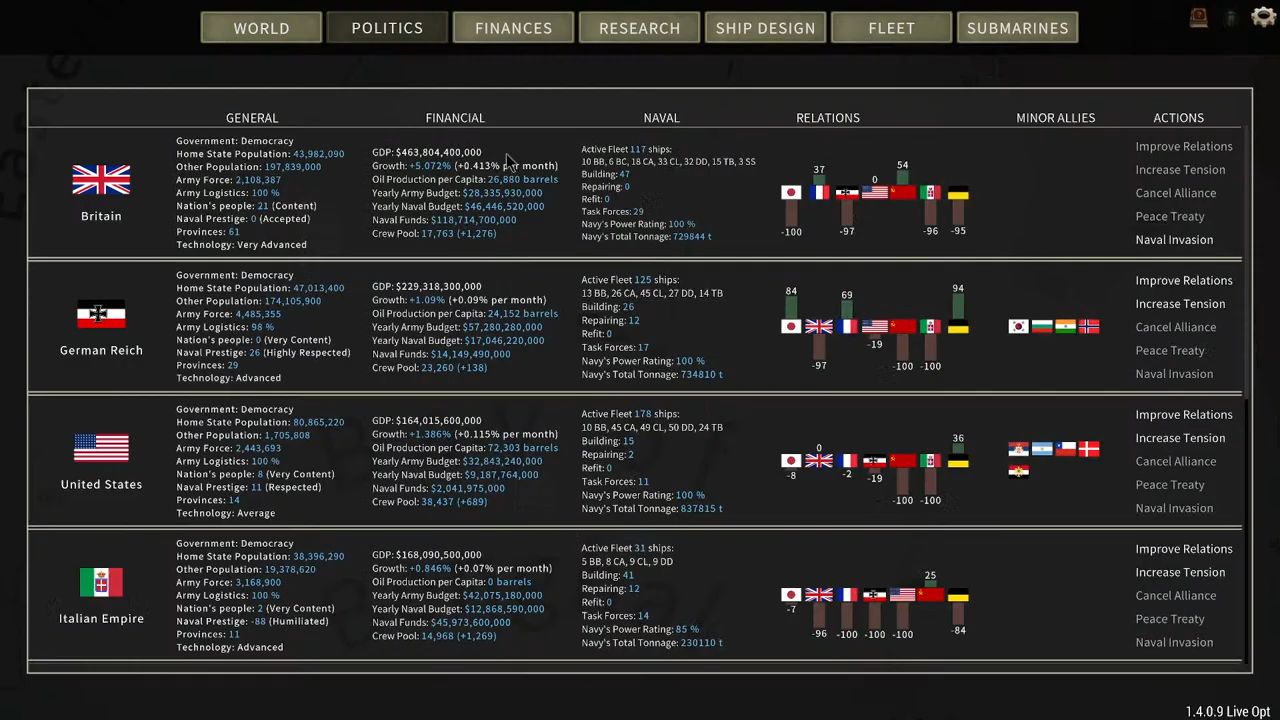 WORLD
POLITICS
FINANCES
RESEARCH
SHIP DESIGN
FLEET
SUBMARINES
GENERAL
FINANCIAL
NAVAL
RELATIONS
MINOR ALLIES
ACTIONS
Britain
Government: Democracy
Home State Population: 43,982,090
Other Population: 197,839,000
Army Force: 2,108,387
Army Logistics: 100 %
Nation's people: 21 (Content)
Naval Prestige: 0 (Accepted)
Provinces: 61
Technology: Very Advanced
GDP: $463,804,400,000
Growth: +5.072% (+0.413% per month)
Oil Production per Capita: 26,880 barrels
Yearly Army Budget: $28,335,930,000
Yearly Naval Budget: $46,446,520,000
Naval Funds: $118,714,700,000
Crew Pool: 17,763 (+1,276)
Active Fleet 117 ships:
10 BB, 6 BC, 18 CA, 33 CL, 32 DD, 15 TB, 3 SS
Building: 47
Repairing: 0
Refit: 0
Task Forces: 29
Navy's Power Rating: 100 %
Navy's Total Tonnage: 729844 t
37 0 54
-100 -97 -96 -95
Improve Relations
Increase Tension
Cancel Alliance
Peace Treaty
Naval Invasion
German Reich
Government: Democracy
Home State Population: 47,013,400
Other Population: 174,105,900
Army Force: 4,485,355
Army Logistics: 98 %
Nation's people: 0 (Very Content)
Naval Prestige: 26 (Highly Respected)
Provinces: 29
Technology: Advanced
GDP: $229,318,300,000
Growth: +1.09% (+0.09% per month)
Oil Production per Capita: 24,152 barrels
Yearly Army Budget: $57,280,280,000
Yearly Naval Budget: $17,046,220,000
Naval Funds: $14,149,490,000
Crew Pool: 23,260 (+138)
Active Fleet 125 ships:
13 BB, 26 CA, 45 CL, 27 DD, 14 TB
Building: 26
Repairing: 12
Refit: 0
Task Forces: 17
Navy's Power Rating: 100 %
Navy's Total Tonnage: 734810 t
84 69 94
-97 -19 -100 -100
Improve Relations
Increase Tension
Cancel Alliance
Peace Treaty
Naval Invasion
United States
Government: Democracy
Home State Population: 80,865,220
Other Population: 1,705,808
Army Force: 2,443,693
Army Logistics: 100 %
Nation's people: 8 (Very Content)
Naval Prestige: 11 (Respected)
Provinces: 14
Technology: Average
GDP: $164,015,600,000
Growth: +1.386% (+0.115% per month)
Oil Production per Capita: 72,303 barrels
Yearly Army Budget: $32,843,240,000
Yearly Naval Budget: $9,187,764,000
Naval Funds: $2,041,975,000
Crew Pool: 38,437 (+689)
Active Fleet 178 ships:
10 BB, 45 CA, 49 CL, 50 DD, 24 TB
Building: 15
Repairing: 2
Refit: 0
Task Forces: 11
Navy's Power Rating: 100 %
Navy's Total Tonnage: 837815 t
0 36
-8 -2 -19 -100 -100
Improve Relations
Increase Tension
Cancel Alliance
Peace Treaty
Naval Invasion
Italian Empire
Government: Democracy
Home State Population: 38,396,290
Other Population: 19,378,620
Army Force: 3,168,900
Army Logistics: 100 %
Nation's people: 2 (Very Content)
Naval Prestige: -88 (Humiliated)
Provinces: 11
Technology: Advanced
GDP: $168,090,500,000
Growth: +0.846% (+0.07% per month)
Oil Production per Capita: 0 barrels
Yearly Army Budget: $42,075,180,000
Yearly Naval Budget: $12,868,590,000
Naval Funds: $45,973,600,000
Crew Pool: 14,968 (+1,269)
Active Fleet 31 ships:
5 BB, 8 CA, 9 CL, 9 DD
Building: 41
Repairing: 12
Refit: 0
Task Forces: 14
Navy's Power Rating: 85 %
Navy's Total Tonnage: 230110 t
25
-7 -96 -100 -100 -100 -84
Improve Relations
Increase Tension
Cancel Alliance
Peace Treaty
Naval Invasion
1.4.0.9 Live Opt